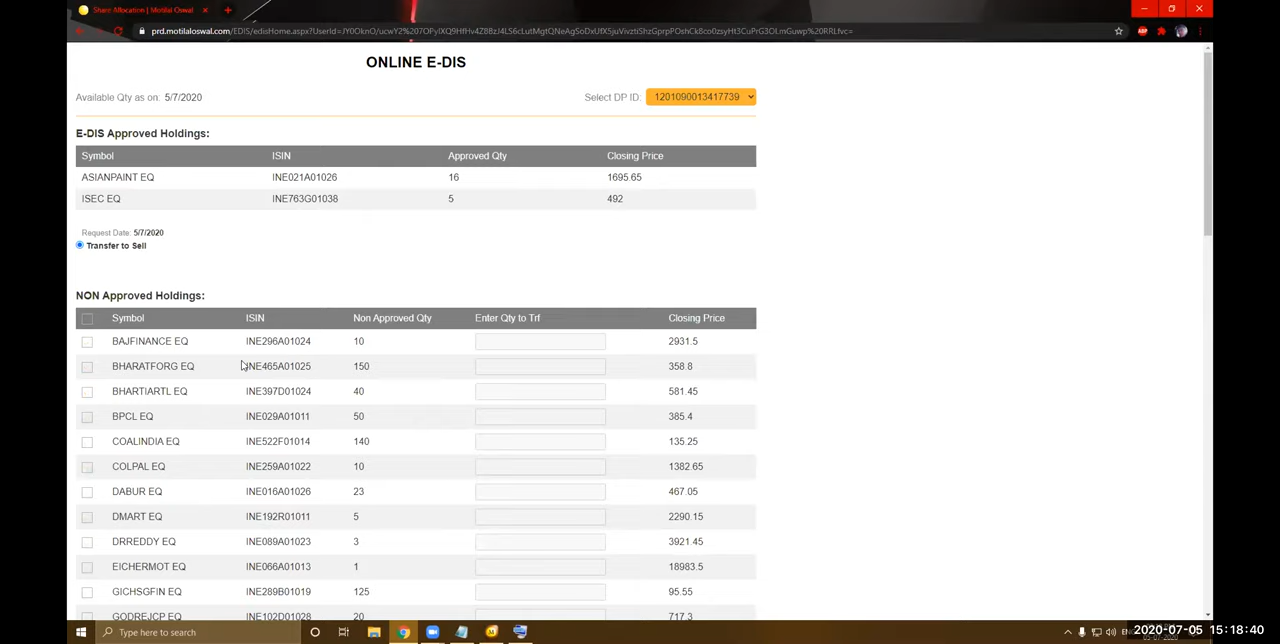 Share Allocation | Motilal Oswal
prd.motilaloswal.com/EDIS/edisHome.aspx?UserId=
ONLINE E-DIS
Available Qty as on: 5/7/2020 Select DP ID: 1201090013417739
E-DIS Approved Holdings:
Symbol ISIN Approved Qty Closing Price
ASIANPAINT EQ INE021A01026 16 1695.65
ISEC EQ INE763G01038 5 492
Request Date: 5/7/2020
Transfer to Sell
NON Approved Holdings:
Symbol ISIN Non Approved Qty Enter Qty to Trf Closing Price
BAJFINANCE EQ INE296A01024 10 2931.5
BHARATFORG EQ INE465A01025 150 358.8
BHARTIARTL EQ INE397D01024 40 581.45
BPCL EQ INE029A01011 50 385.4
COALINDIA EQ INE522F01014 140 135.25
COLPAL EQ INE259A01022 10 1382.65
DABUR EQ INE016A01026 23 467.05
DMART EQ INE192R01011 5 2290.15
DRREDDY EQ INE089A01023 3 3921.45
EICHERMOT EQ INE066A01013 1 18983.5
GICHSGFIN EQ INE289B01019 125 95.55
GODREJCP EQ INE102D01028 20 717.3
Type here to search
2020-07-05 15:18:40